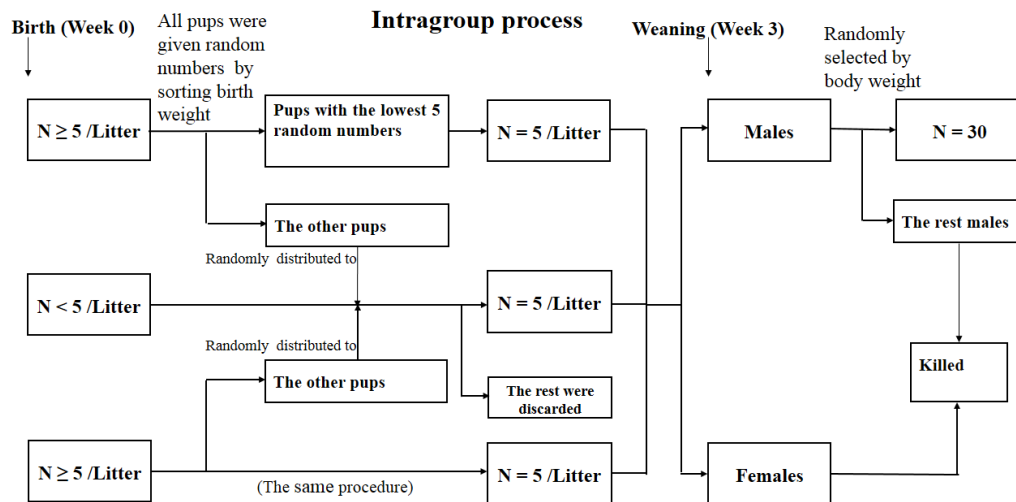 Intragroup process
Birth (Week 0)
All pups were
given random
numbers by
sorting birth
weight
Weaning (Week 3)
Randomly
selected by
body weight
N ≥ 5 /Litter
Pups with the lowest 5
random numbers
N = 5 /Litter
Males
N = 30
The other pups
The rest males
Randomly distributed to
N < 5 /Litter
N = 5 /Litter
Randomly distributed to
The other pups
The rest were
discarded
Killed
N ≥ 5 /Litter
(The same procedure)
N = 5 /Litter
Females